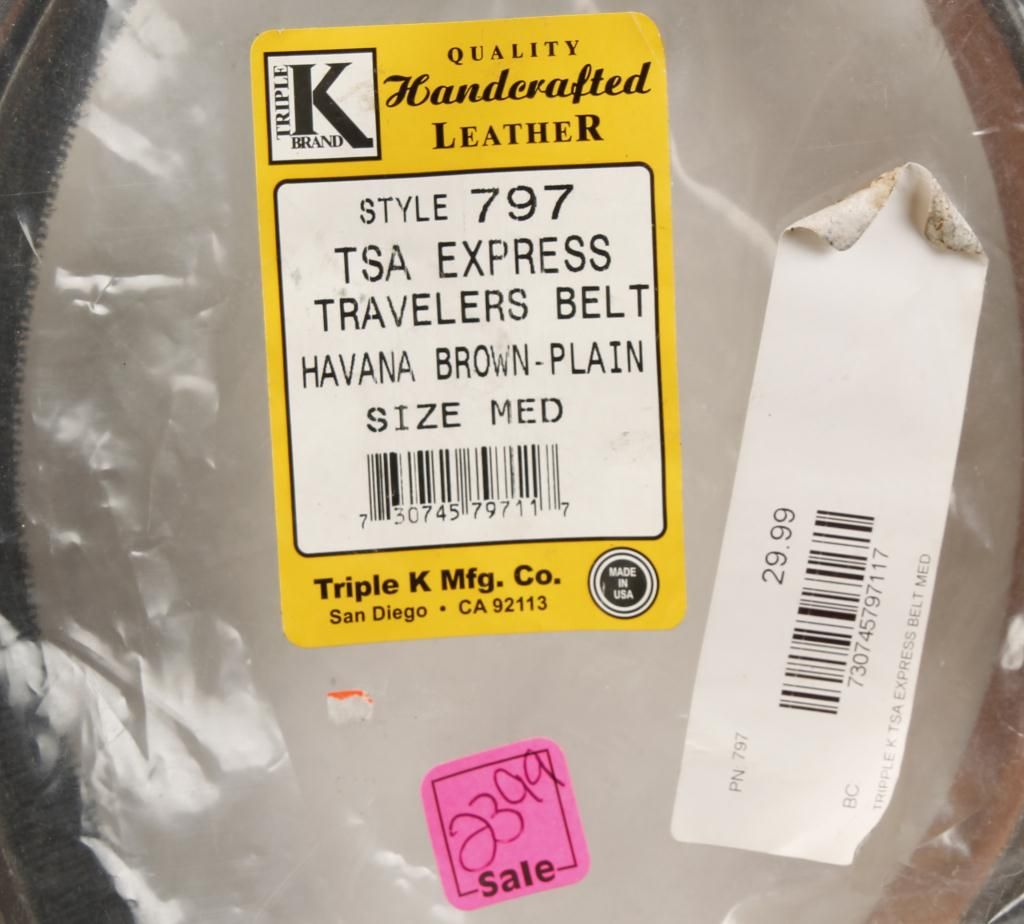 TRIPLE
K
BRAND
QUALITY
Handcrafted
LEATHER
STYLE 797
TSA EXPRESS
TRAVELERS BELT
HAVANA BROWN-PLAIN
SIZE MED
7 30745 79711 7
Triple K Mfg. Co.
San Diego • CA 92113
MADE
IN
USA
29.99
730745797117
PN: 797
BC
TRIPPLE K TSA EXPRESS BELT MED
2399
Sale